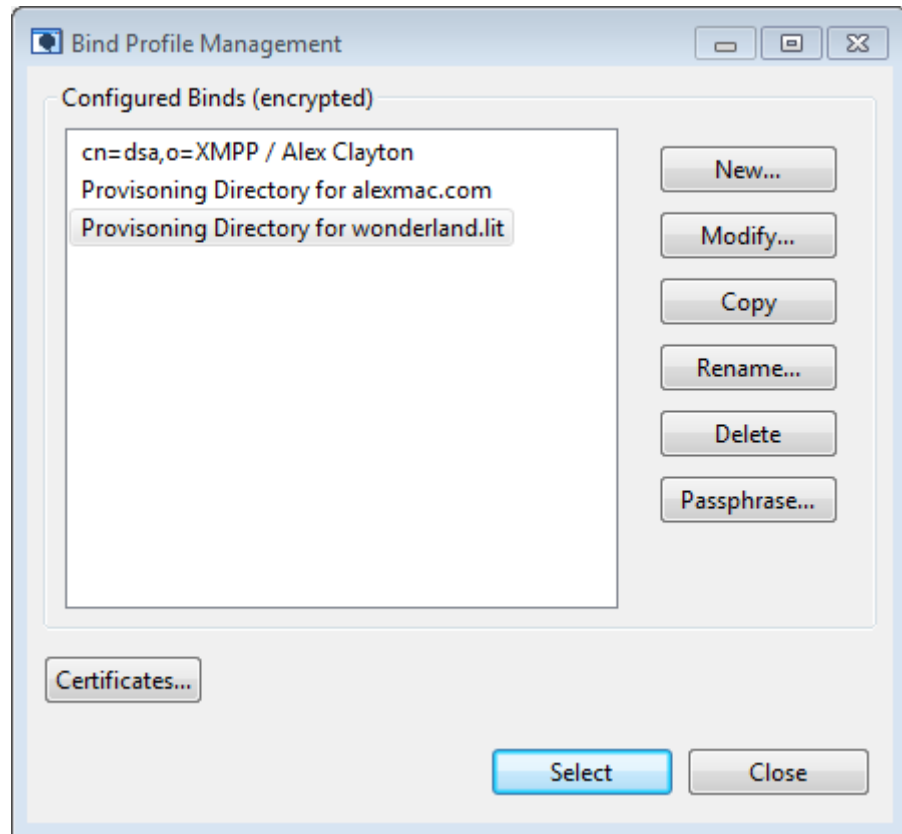 Bind Profile Management
Configured Binds (encrypted)
cn=dsa,o=XMPP / Alex Clayton
Provisoning Directory for alexmac.com
Provisoning Directory for wonderland.lit
New...
Modify...
Copy
Rename...
Delete
Passphrase...
Certificates...
Select
Close